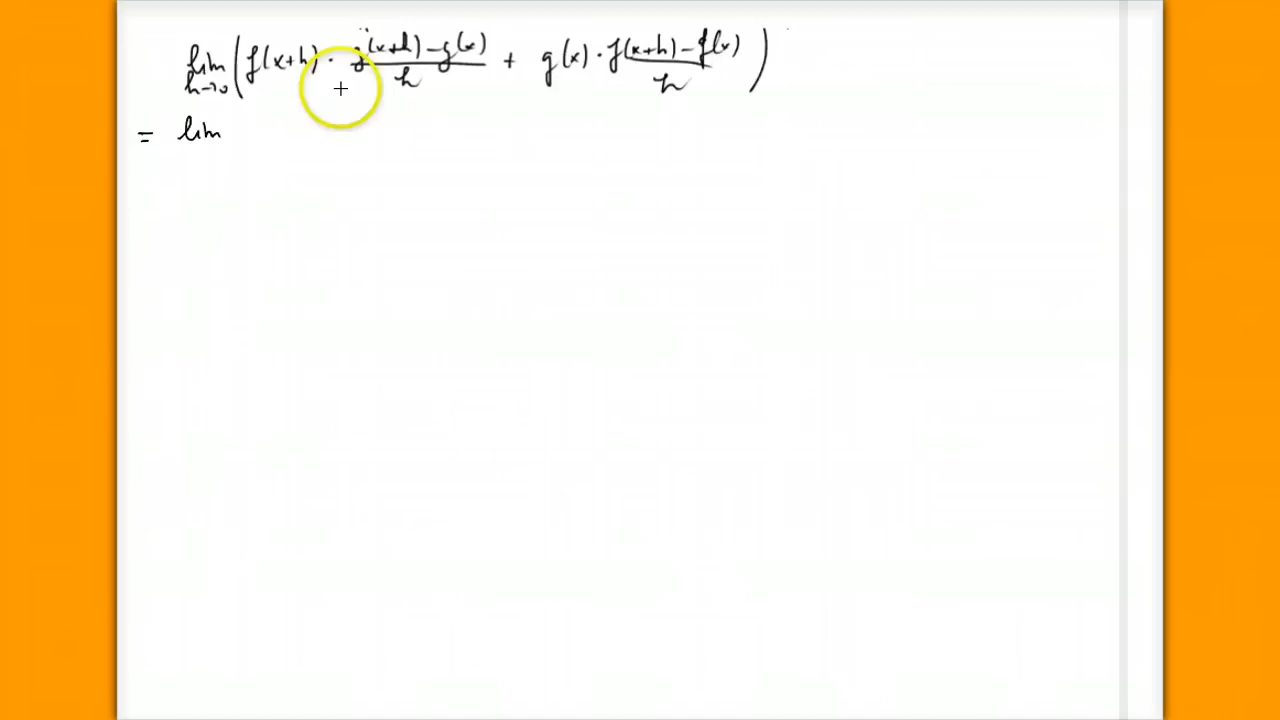 lim h→0 ( f(x+h) · g(x+h) – g(x) / h + g(x) · f(x+h) – f(x) / h )
= lim